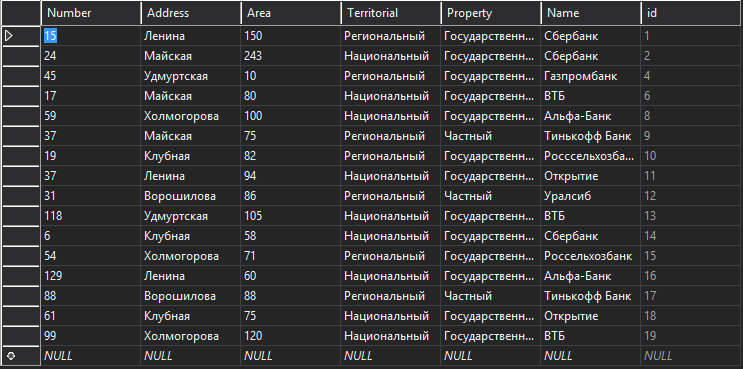 Number Address Area Territorial Property Name id
15 Ленина 150 Региональный Государственн... Сбербанк 1
24 Майская 243 Национальный Государственн... Сбербанк 2
45 Удмуртская 10 Региональный Государственн... Газпромбанк 4
17 Майская 80 Национальный Государственн... ВТБ 6
59 Холмогорова 100 Национальный Государственн... Альфа-Банк 8
37 Майская 75 Региональный Частный Тинькофф Банк 9
19 Клубная 82 Региональный Государственн... Росссельхозба... 10
37 Ленина 94 Национальный Государственн... Открытие 11
31 Ворошилова 86 Региональный Частный Уралсиб 12
118 Удмуртская 105 Национальный Государственн... ВТБ 13
6 Клубная 58 Национальный Государственн... Сбербанк 14
54 Холмогорова 71 Региональный Государственн... Россельхозбанк 15
129 Ленина 60 Национальный Государственн... Альфа-Банк 16
88 Ворошилова 88 Региональный Частный Тинькофф Банк 17
61 Клубная 75 Национальный Государственн... Открытие 18
99 Холмогорова 120 Национальный Государственн... ВТБ 19
NULL NULL NULL NULL NULL NULL NULL